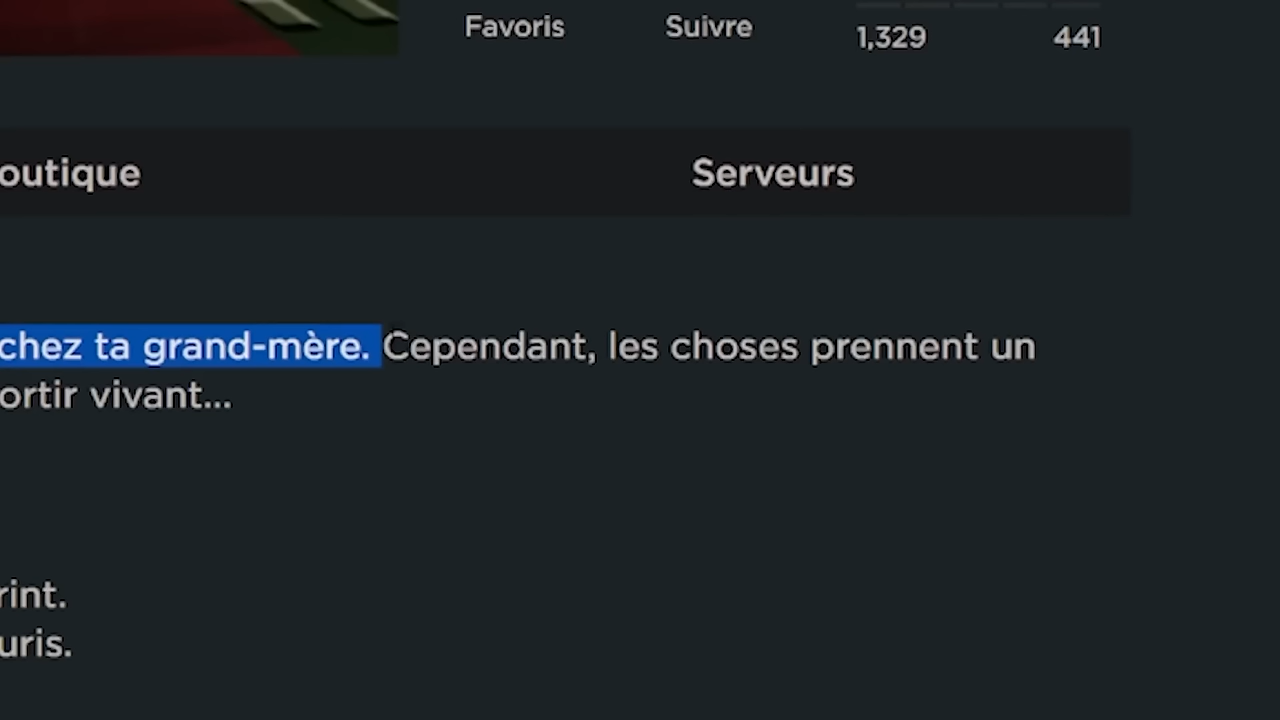 Favoris Suivre 1,329 441
outique Serveurs
chez ta grand-mère. Cependant, les choses prennent un
ortir vivant...
rint.
uris.